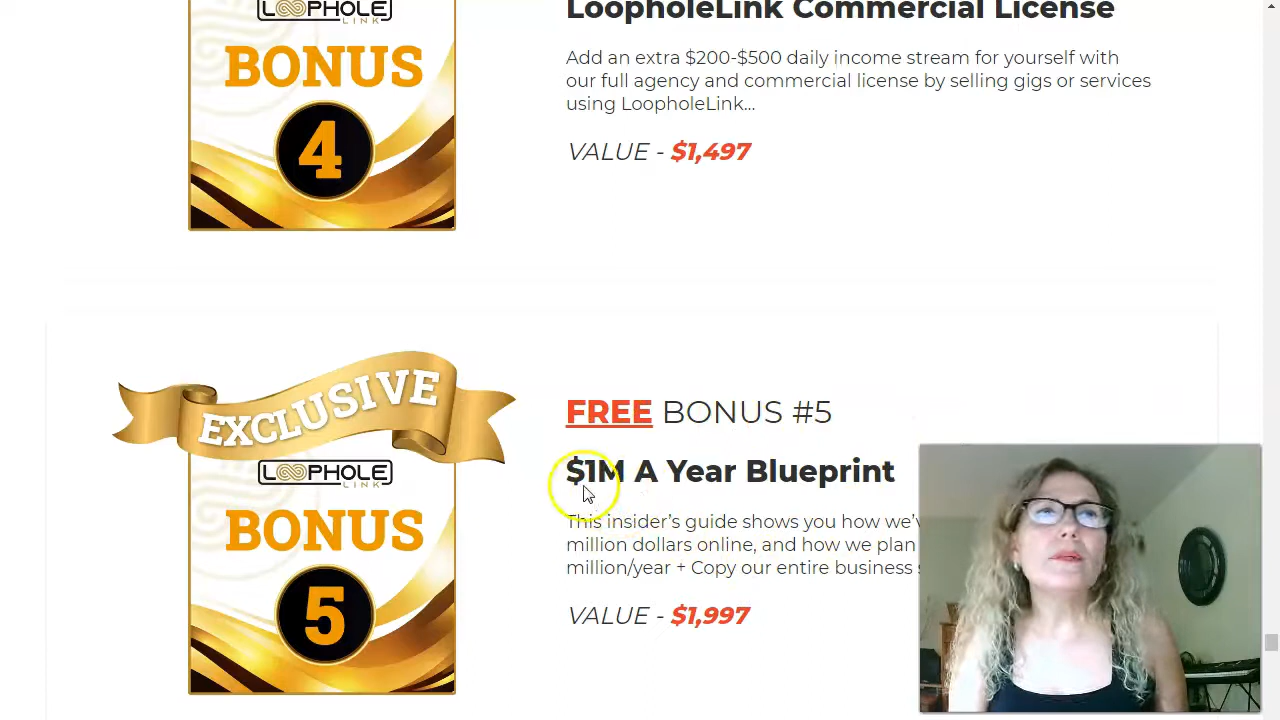 LOOPHOLE
LINK
BONUS
4
LoopholeLink Commercial License
Add an extra $200-$500 daily income stream for yourself with
our full agency and commercial license by selling gigs or services
using LoopholeLink...
VALUE - $1,497
EXCLUSIVE
LOOPHOLE
LINK
BONUS
5
FREE BONUS #5
$1M A Year Blueprint
This insider's guide shows you how
million dollars online, and how we plan
million/year + Copy our entire business
VALUE - $1,997